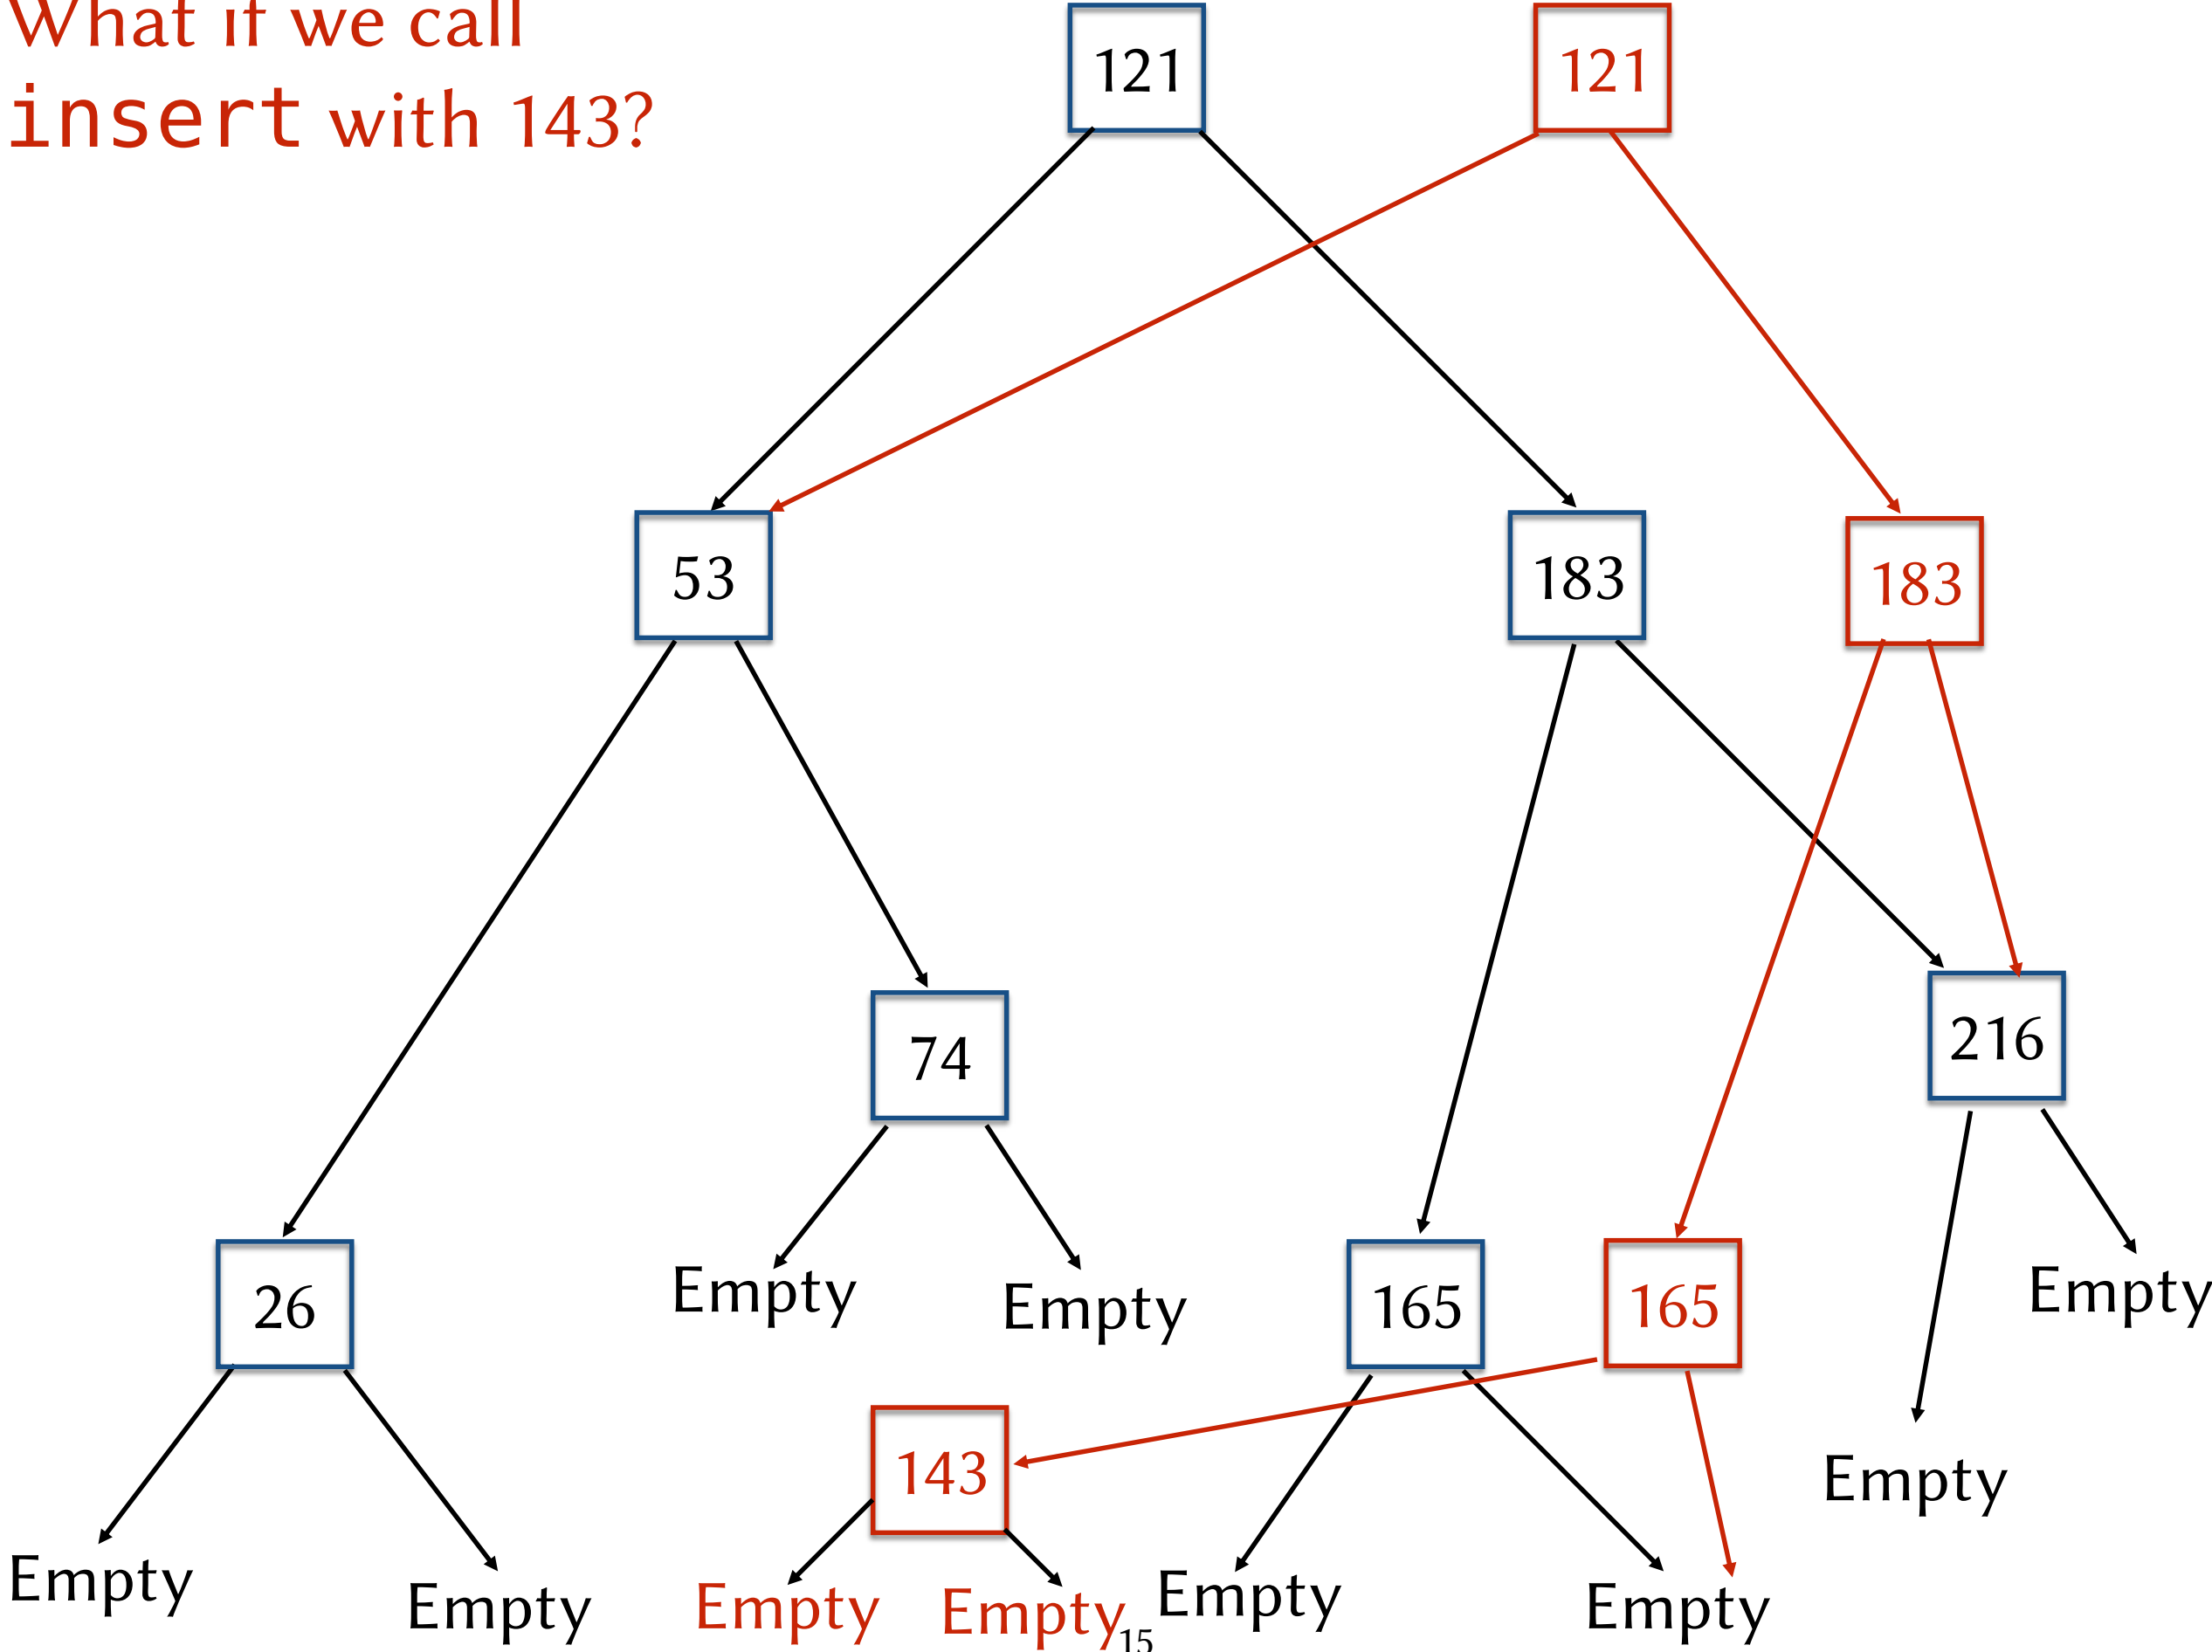 What if we call
insert with 143?
121 121
53 183 183
74 216
26 Empty Empty 165 165 Empty
143 Empty
Empty Empty Empty Empty Empty Empty
15